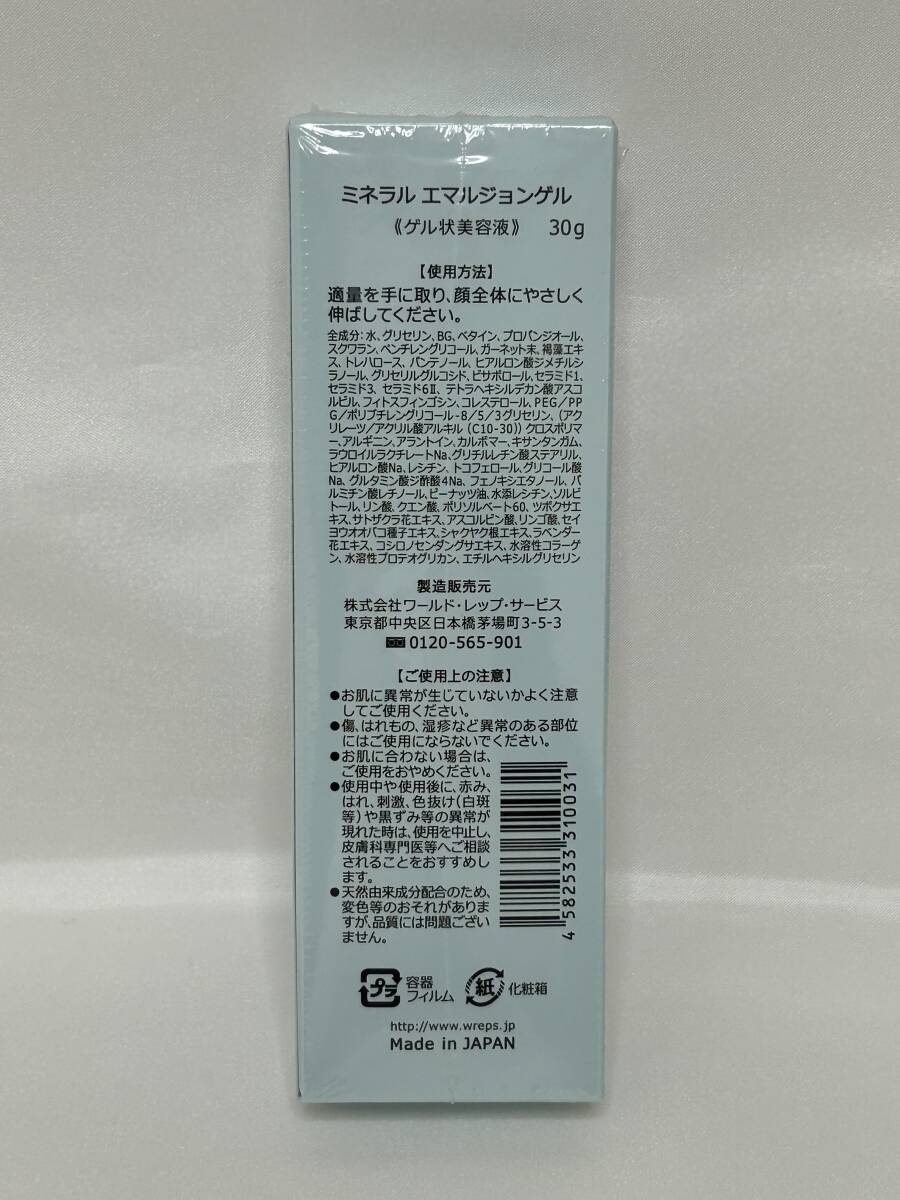 ミネラル エマルジョンゲル
《ゲル状美容液》 30g
【使用方法】
適量を手に取り、顔全体にやさしく
伸ばしてください。
全成分：水、グリセリン、BG、ベタイン、プロパンジオール、
スクワラン、ペンチレングリコール、ガーネット末、褐藻エキ
ス、トレハロース、パンテノール、ヒアルロン酸ジメチルシ
ラノール、グリセリルグルコシド、ビサボロール、セラミド1、
セラミド3、セラミド6Ⅱ、テトラヘキシルデカン酸アスコ
ルビル、フィトスフィンゴシン、コレステロール、PEG／PP
G／ポリブチレングリコール-8／5／3グリセリン、（アク
リレーツ／アクリル酸アルキル（C10-30））クロスポリマ
ー、アルギニン、アラントイン、カルボマー、キサンタンガム、
ラウロイルラクチレートNa、グリチルレチン酸ステアリル、
ヒアルロン酸Na、レシチン、トコフェロール、グリコール酸
Na、グルタミン酸ジ酢酸4Na、フェノキシエタノール、パ
ルミチン酸レチノール、ピーナッツ油、水添レシチン、ソルビ
トール、リン酸、クエン酸、ポリソルベート60、ツボクサエ
キス、サトザクラ花エキス、アスコルビン酸、リンゴ酸、セイ
ヨウオオバコ種子エキス、シャクヤク根エキス、ラベンダー
花エキス、コシロノセンダングサエキス、水溶性コラーゲ
ン、水溶性プロテオグリカン、エチルヘキシルグリセリン
製造販売元
株式会社ワールド・レップ・サービス
東京都中央区日本橋茅場町3-5-3
0120-565-901
【ご使用上の注意】
●お肌に異常が生じていないかよく注意
してご使用ください。
●傷、はれもの、湿疹など異常のある部位
にはご使用にならないでください。
●お肌に合わない場合は、
ご使用をおやめください。
●使用中や使用後に、赤み、
はれ、刺激、色抜け（白斑
等）や黒ずみ等の異常が
現れた時は、使用を中止し、
皮膚科専門医等へご相談
されることをおすすめし
ます。
●天然由来成分配合のため、
変色等のおそれがありま
すが、品質には問題ござい
ません。
4 582533 310031
プラ 容器
フィルム
紙 化粧箱
http://www.wreps.jp
Made in JAPAN